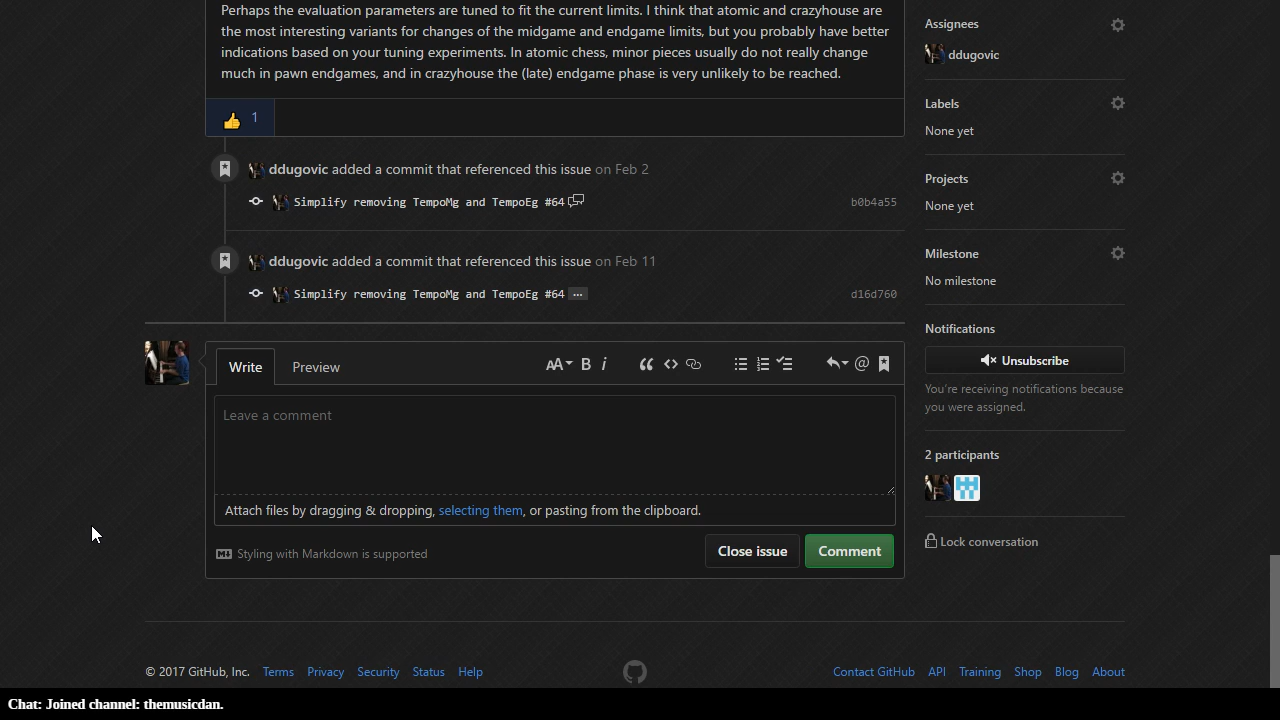 Perhaps the evaluation parameters are tuned to fit the current limits. I think that atomic and crazyhouse are
the most interesting variants for changes of the midgame and endgame limits, but you probably have better
indications based on your tuning experiments. In atomic chess, minor pieces usually do not really change
much in pawn endgames, and in crazyhouse the (late) endgame phase is very unlikely to be reached.
1
ddugovic added a commit that referenced this issue on Feb 2
Simplify removing TempoMg and TempoEg #64 b0b4a55
ddugovic added a commit that referenced this issue on Feb 11
Simplify removing TempoMg and TempoEg #64 … d16d760
Write Preview AA B i
Leave a comment
Attach files by dragging & dropping, selecting them, or pasting from the clipboard.
Styling with Markdown is supported
Close issue Comment
Assignees
ddugovic
Labels
None yet
Projects
None yet
Milestone
No milestone
Notifications
Unsubscribe
You're receiving notifications because
you were assigned.
2 participants
Lock conversation
© 2017 GitHub, Inc. Terms Privacy Security Status Help
Contact GitHub API Training Shop Blog About
Chat: Joined channel: themusicdan.